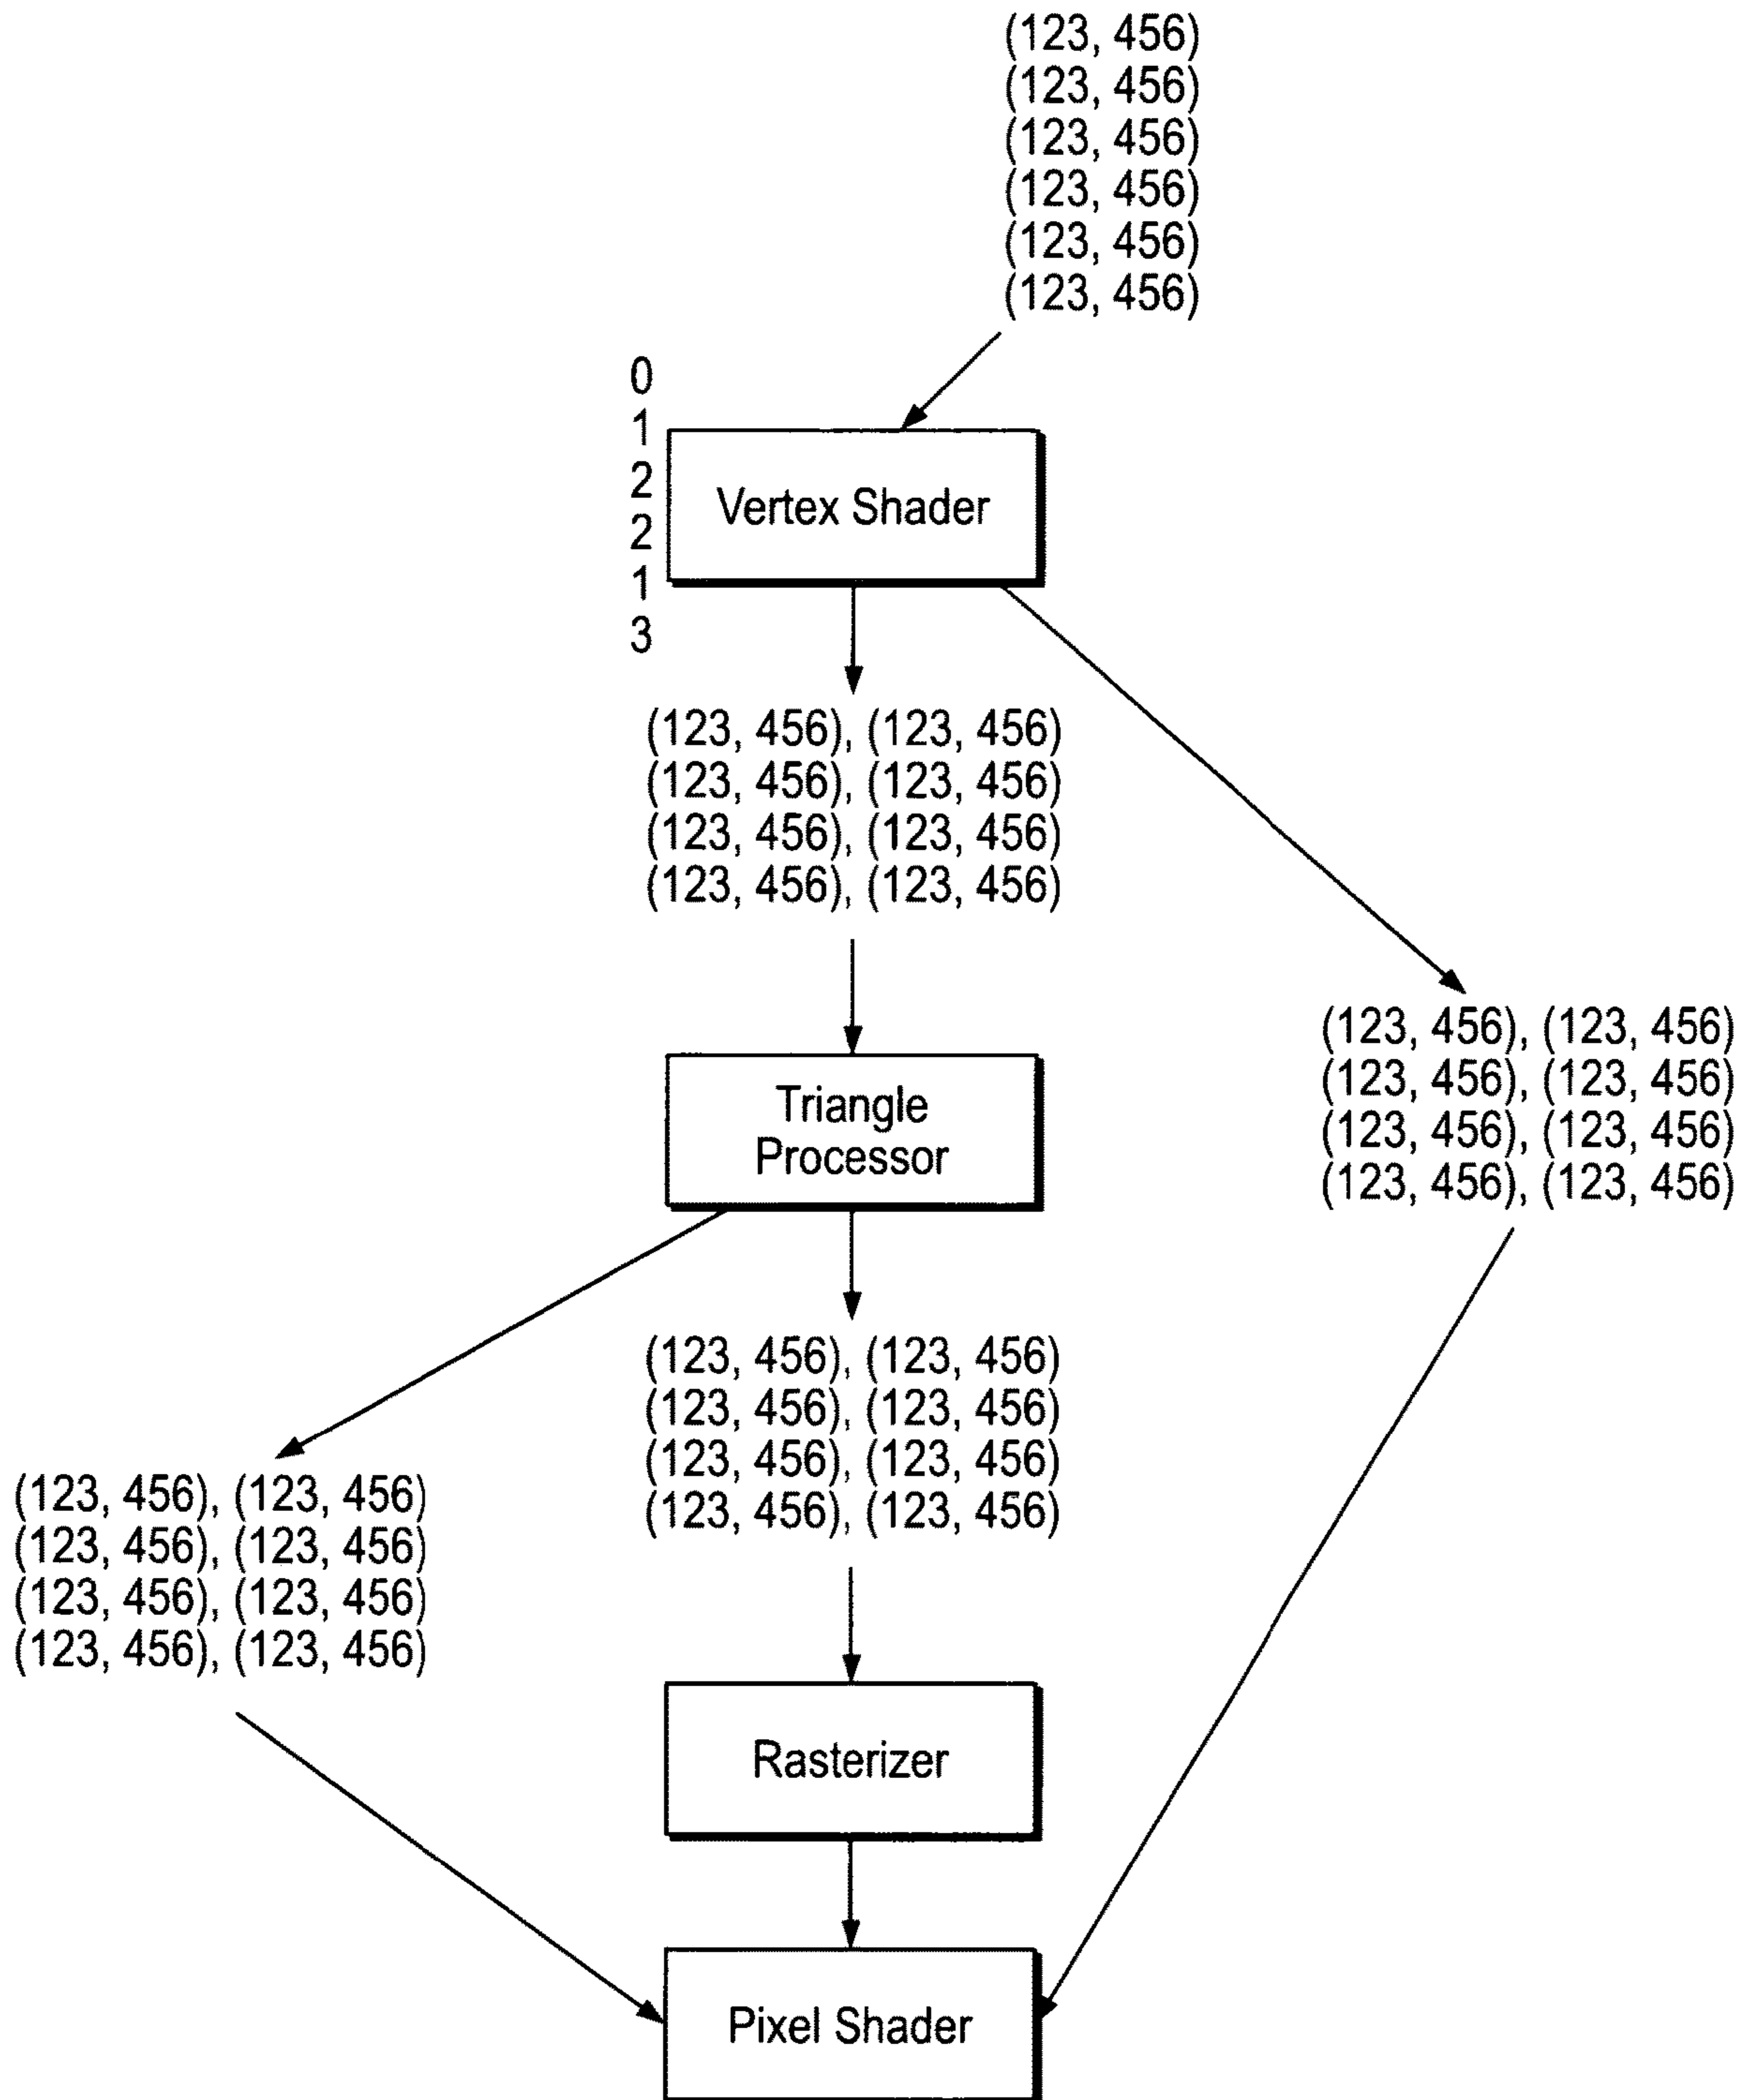 (123, 456)
(123, 456)
(123, 456)
(123, 456)
(123, 456)
(123, 456)
0
1
2
2
1
3
Vertex Shader
(123, 456), (123, 456)
(123, 456), (123, 456)
(123, 456), (123, 456)
(123, 456), (123, 456)
(123, 456), (123, 456)
(123, 456), (123, 456)
(123, 456), (123, 456)
(123, 456), (123, 456)
Triangle
Processor
(123, 456), (123, 456)
(123, 456), (123, 456)
(123, 456), (123, 456)
(123, 456), (123, 456)
(123, 456), (123, 456)
(123, 456), (123, 456)
(123, 456), (123, 456)
(123, 456), (123, 456)
Rasterizer
Pixel Shader